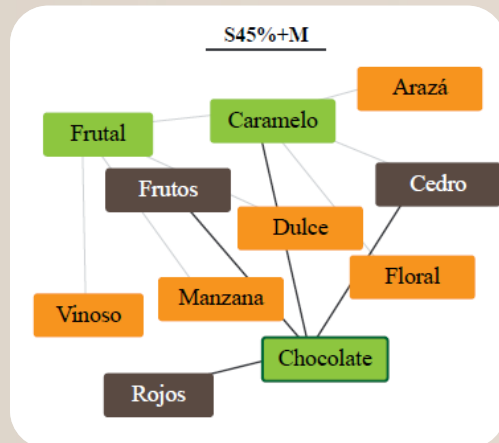 S45%+M
Arazá
Caramelo
Frutal
Frutos
Cedro
Dulce
Floral
Manzana
Vinoso
Chocolate
Rojos